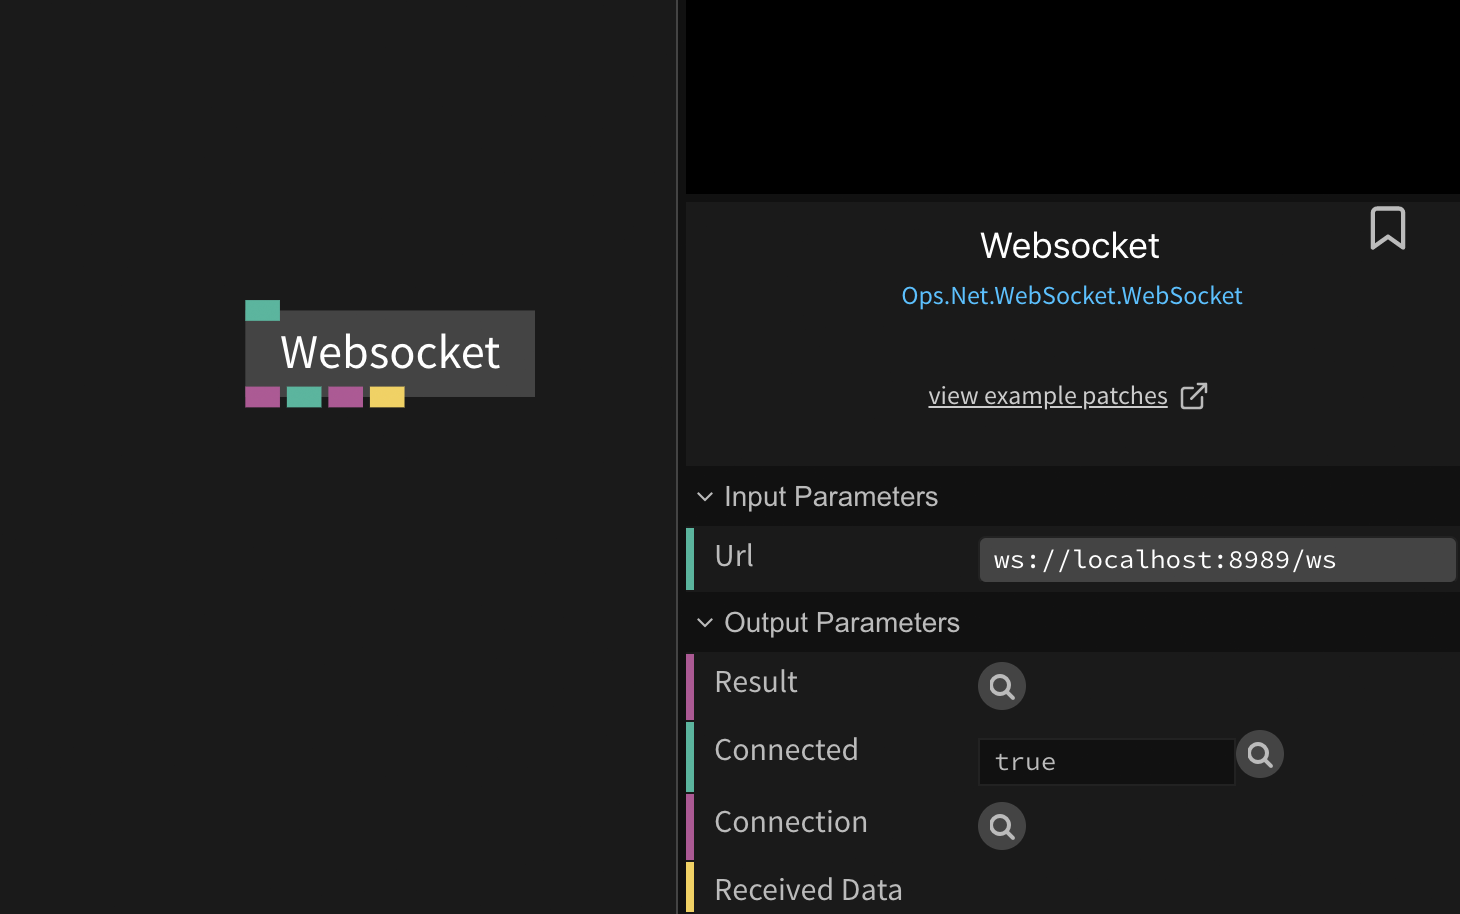 Websocket
Websocket
Ops.Net.WebSocket.WebSocket
view example patches
Input Parameters
Url ws://localhost:8989/ws
Output Parameters
Result
Connected true
Connection
Received Data